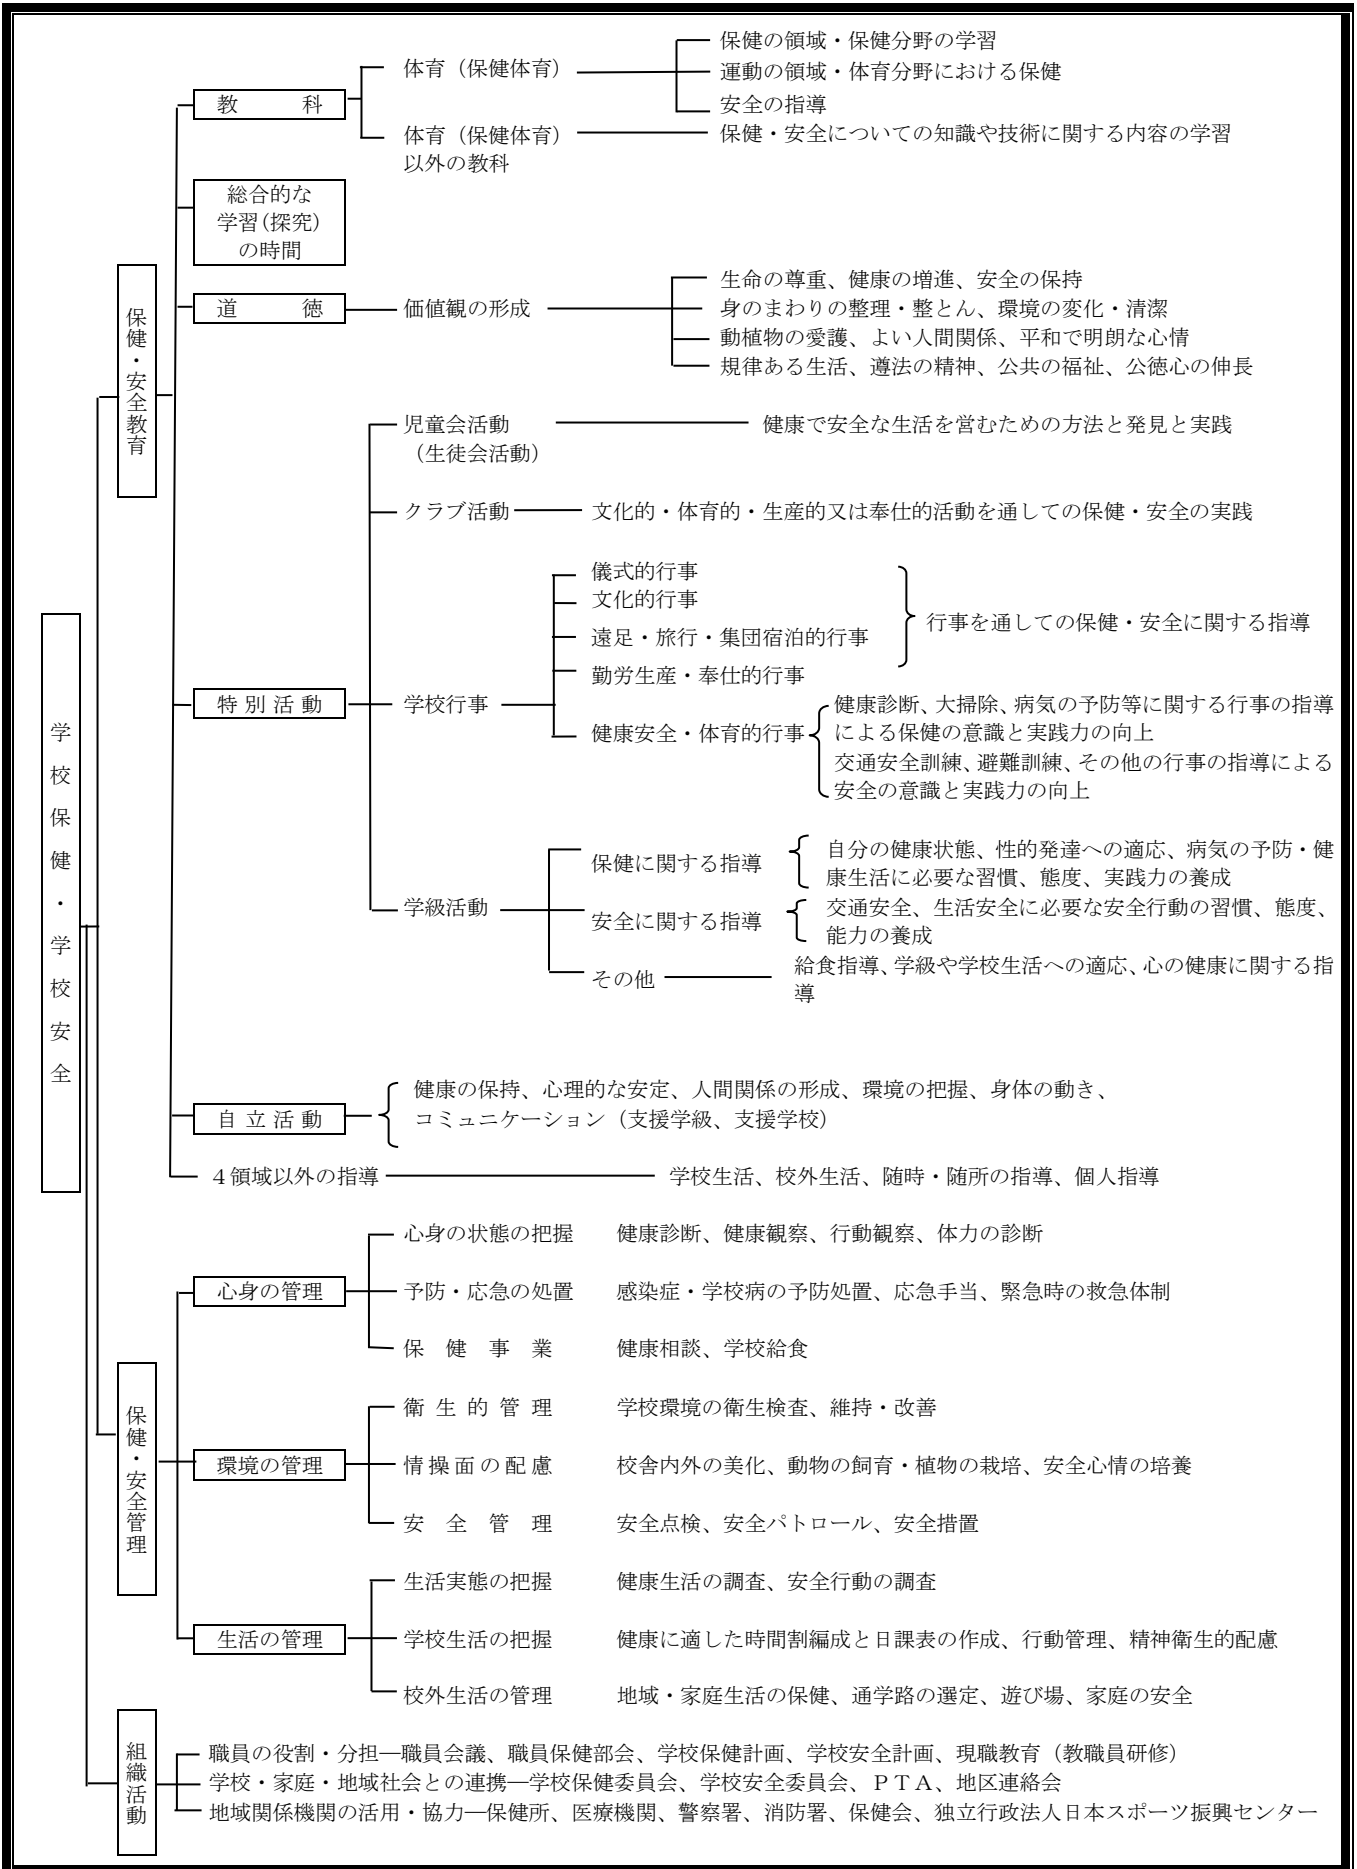 保健の領域・保健分野の学習
体育（保健体育）
運動の領域・体育分野における保健
教　　　科
安全の指導
体育（保健体育）
保健・安全についての知識や技術に関する内容の学習
以外の教科
総合的な
学習(探究)
の時間
生命の尊重、健康の増進、安全の保持
道　　　徳
価値観の形成
身のまわりの整理・整とん、環境の変化・清潔
動植物の愛護、よい人間関係、平和で明朗な心情
規律ある生活、遵法の精神、公共の福祉、公徳心の伸長
保健・安全教育
児童会活動
健康で安全な生活を営むための方法と発見と実践
（生徒会活動）
クラブ活動
文化的・体育的・生産的又は奉仕的活動を通しての保健・安全の実践
儀式的行事
文化的行事
行事を通しての保健・安全に関する指導
遠足・旅行・集団宿泊的行事
勤労生産・奉仕的行事
特別活動
学校行事
健康安全・体育的行事
健康診断、大掃除、病気の予防等に関する行事の指導
による保健の意識と実践力の向上
交通安全訓練、避難訓練、その他の行事の指導による
安全の意識と実践力の向上
学校保健・学校安全
保健に関する指導
自分の健康状態、性的発達への適応、病気の予防・健
康生活に必要な習慣、態度、実践力の養成
学級活動
安全に関する指導
交通安全、生活安全に必要な安全行動の習慣、態度、
能力の養成
その他
給食指導、学級や学校生活への適応、心の健康に関する指
導
自立活動
健康の保持、心理的な安定、人間関係の形成、環境の把握、身体の動き、
コミュニケーション（支援学級、支援学校）
４領域以外の指導
学校生活、校外生活、随時・随所の指導、個人指導
心身の状態の把握　健康診断、健康観察、行動観察、体力の診断
心身の管理
予防・応急の処置　感染症・学校病の予防処置、応急手当、緊急時の救急体制
保　健　事　業　健康相談、学校給食
保健・安全管理
衛生的管理　学校環境の衛生検査、維持・改善
環境の管理
情操面の配慮　校舎内外の美化、動物の飼育・植物の栽培、安全心情の培養
安　全　管　理　安全点検、安全パトロール、安全措置
生活実態の把握　健康生活の調査、安全行動の調査
生活の管理
学校生活の把握　健康に適した時間割編成と日課表の作成、行動管理、精神衛生的配慮
校外生活の管理　地域・家庭生活の保健、通学路の選定、遊び場、家庭の安全
組織活動
職員の役割・分担―職員会議、職員保健部会、学校保健計画、学校安全計画、現職教育（教職員研修）
学校・家庭・地域社会との連携―学校保健委員会、学校安全委員会、ＰＴＡ、地区連絡会
地域関係機関の活用・協力―保健所、医療機関、警察署、消防署、保健会、独立行政法人日本スポーツ振興センター